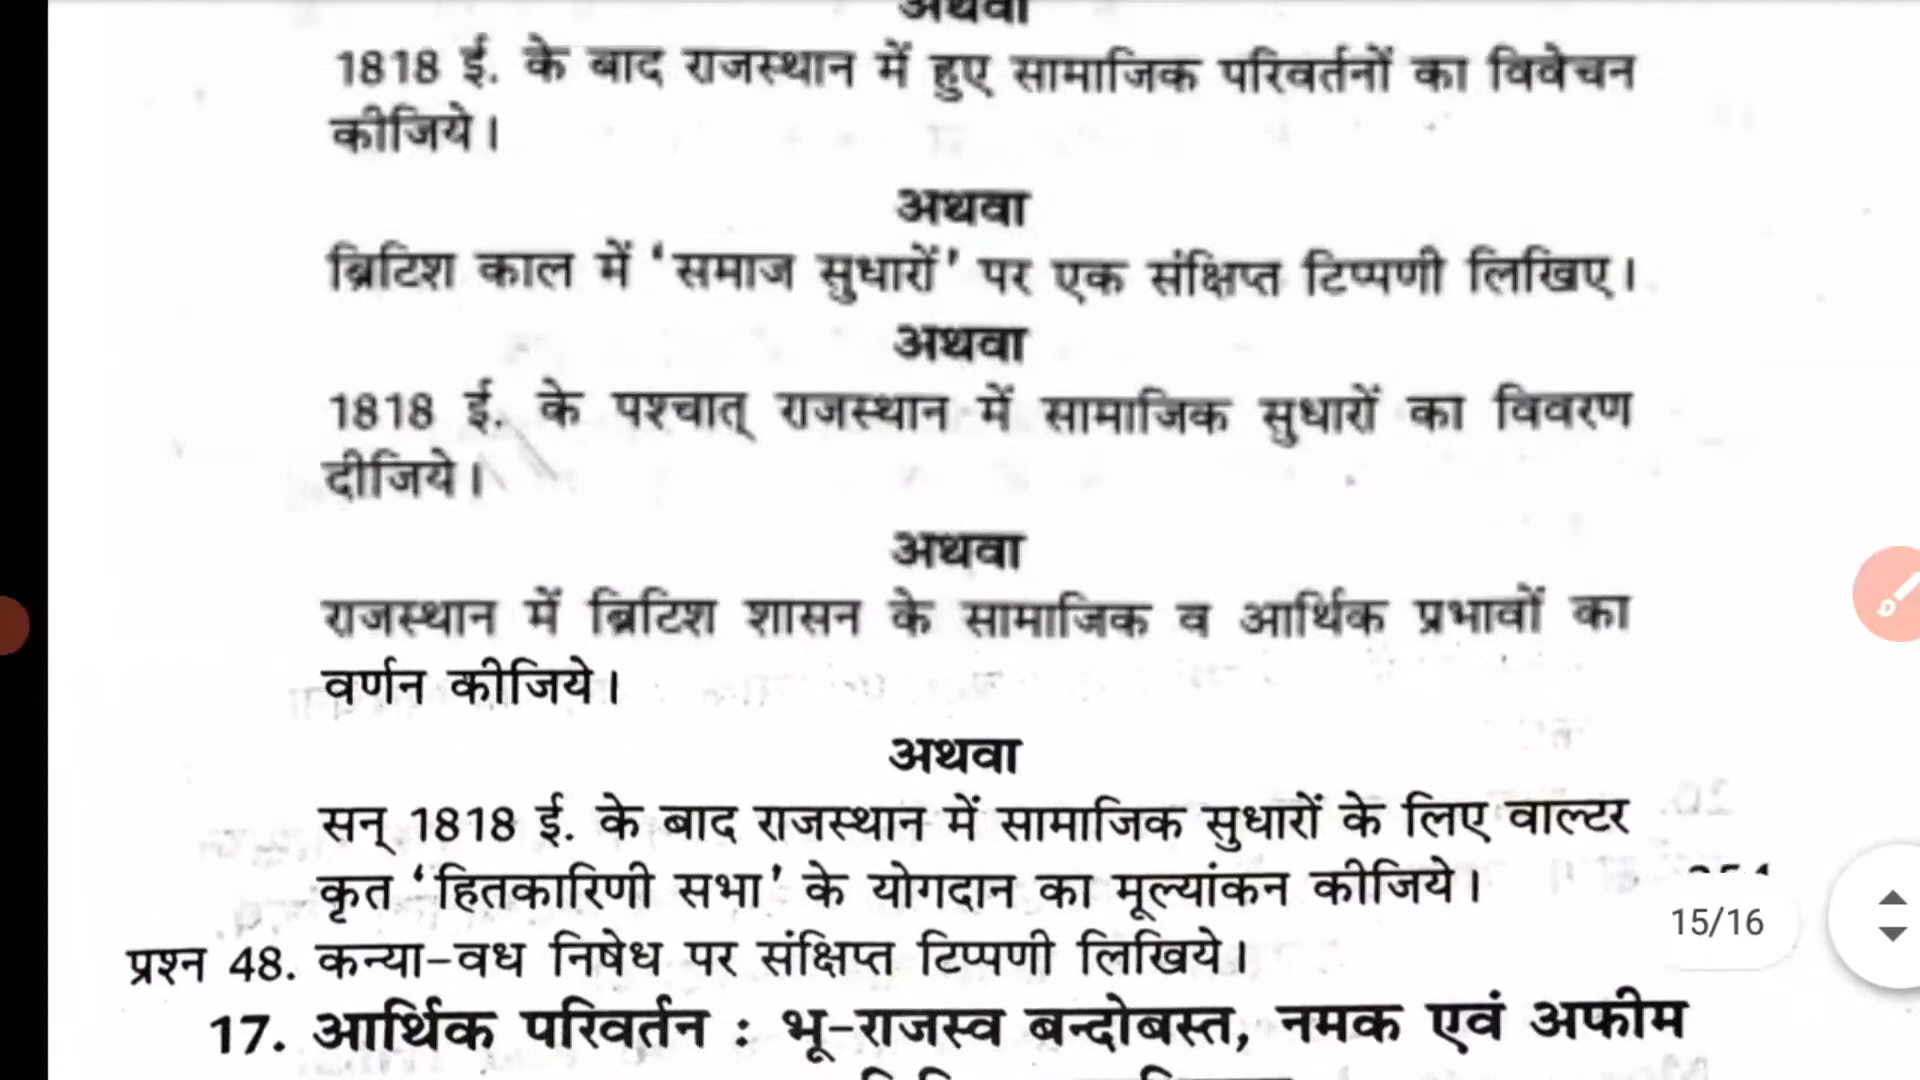 अथवा
1818 ई. के बाद राजस्थान में हुए सामाजिक परिवर्तनों का विवेचन
कीजिये।
अथवा
ब्रिटिश काल में ‘समाज सुधारों’ पर एक संक्षिप्त टिप्पणी लिखिए।
अथवा
1818 ई. के पश्चात् राजस्थान में सामाजिक सुधारों का विवरण
दीजिये।
अथवा
राजस्थान में ब्रिटिश शासन के सामाजिक व आर्थिक प्रभावों का
वर्णन कीजिये।
अथवा
सन् 1818 ई. के बाद राजस्थान में सामाजिक सुधारों के लिए वाल्टर
कृत ‘हितकारिणी सभा’ के योगदान का मूल्यांकन कीजिये।
15/16
प्रश्न 48. कन्या-वध निषेध पर संक्षिप्त टिप्पणी लिखिये।
17. आर्थिक परिवर्तन : भू-राजस्व बन्दोबस्त, नमक एवं अफीम